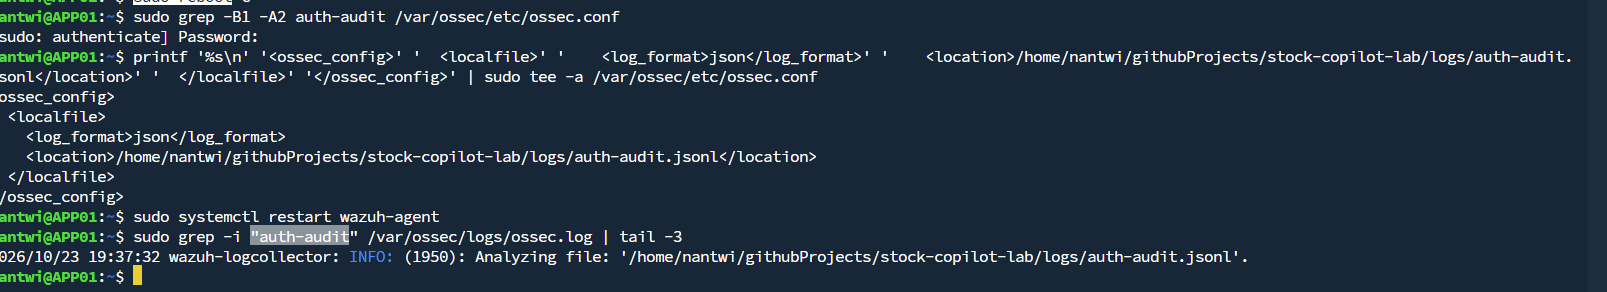 antwi@APP01:~$ sudo grep -B1 -A2 auth-audit /var/ossec/etc/ossec.conf
sudo: authenticate] Password:
antwi@APP01:~$ printf '%s\n' '<ossec_config>' '  <localfile>' '    <log_format>json</log_format>' '    <location>/home/nantwi/githubProjects/stock-copilot-lab/logs/auth-audit.
sonl</location>' '  </localfile>' '</ossec_config>' | sudo tee -a /var/ossec/etc/ossec.conf
ossec_config>
 <localfile>
   <log_format>json</log_format>
   <location>/home/nantwi/githubProjects/stock-copilot-lab/logs/auth-audit.jsonl</location>
 </localfile>
/ossec_config>
antwi@APP01:~$ sudo systemctl restart wazuh-agent
antwi@APP01:~$ sudo grep -i "auth-audit" /var/ossec/logs/ossec.log | tail -3
026/10/23 19:37:32 wazuh-logcollector: INFO: (1950): Analyzing file: '/home/nantwi/githubProjects/stock-copilot-lab/logs/auth-audit.jsonl'.
antwi@APP01:~$